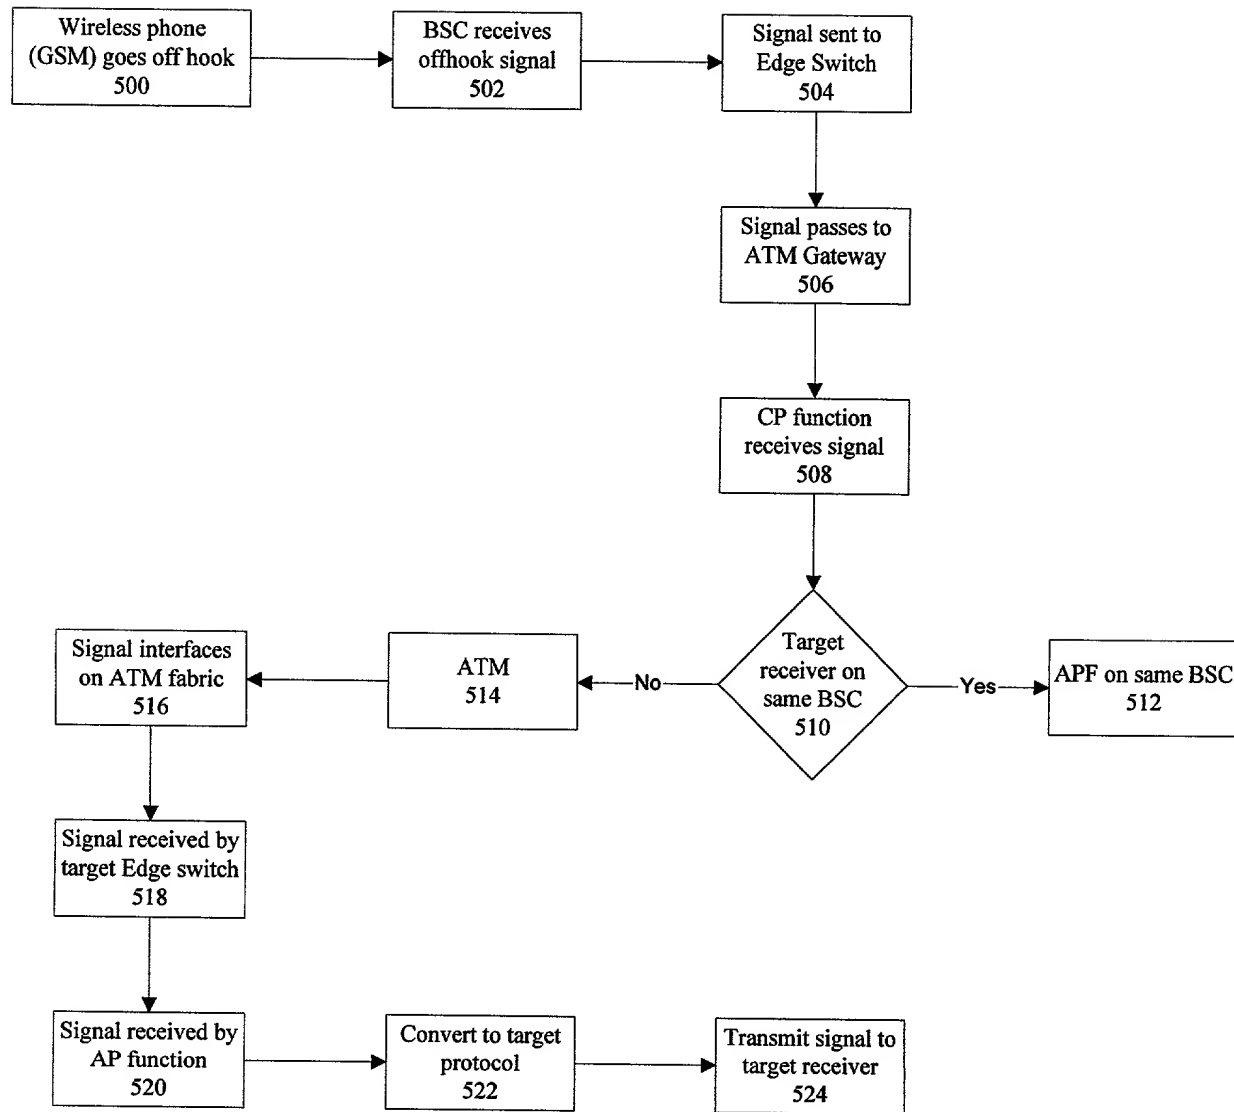 Wireless phone
(GSM) goes off hook
500
BSC receives
offhook signal
502
Signal sent to
Edge Switch
504
Signal passes to
ATM Gateway
506
CP function
receives signal
508
Target
receiver on
same BSC
510
Yes
APF on same BSC
512
No
ATM
514
Signal interfaces
on ATM fabric
516
Signal received by
target Edge switch
518
Signal received by
AP function
520
Convert to target
protocol
522
Transmit signal to
target receiver
524